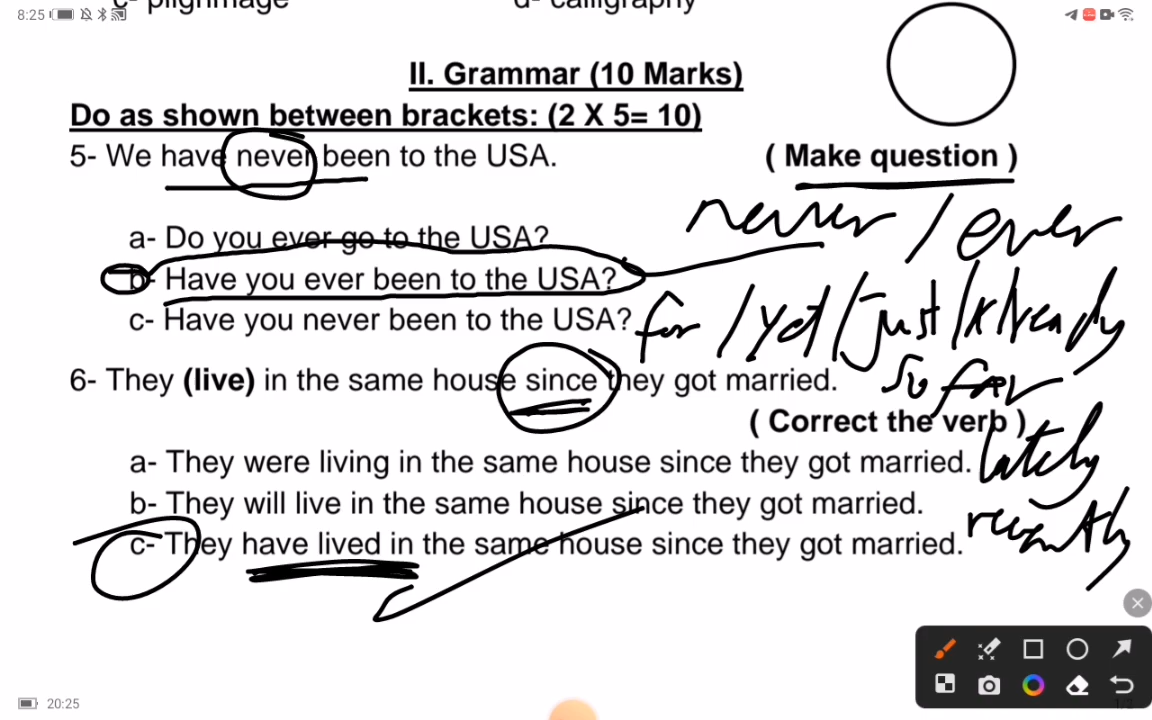 8:25
c- pilgrimage d- calligraphy
II. Grammar (10 Marks)
Do as shown between brackets: (2 X 5= 10)
5- We have never been to the USA. ( Make question )
never / ever
a- Do you ever go to the USA?
b- Have you ever been to the USA?
c- Have you never been to the USA?
for / yet / just / already
so far
6- They (live) in the same house since they got married.
( Correct the verb )
lately
a- They were living in the same house since they got married.
b- They will live in the same house since they got married.
recently
c- They have lived in the same house since they got married.
20:25
1/2